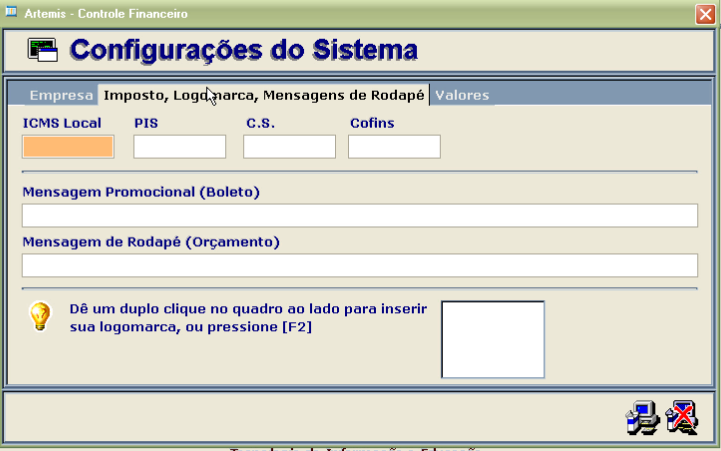 Artemis - Controle Financeiro
Configurações do Sistema
Empresa Imposto, Logomarca, Mensagens de Rodapé Valores
ICMS Local PIS C.S. Cofins
Mensagem Promocional (Boleto)
Mensagem de Rodapé (Orçamento)
Dê um duplo clique no quadro ao lado para inserir
sua logomarca, ou pressione [F2]